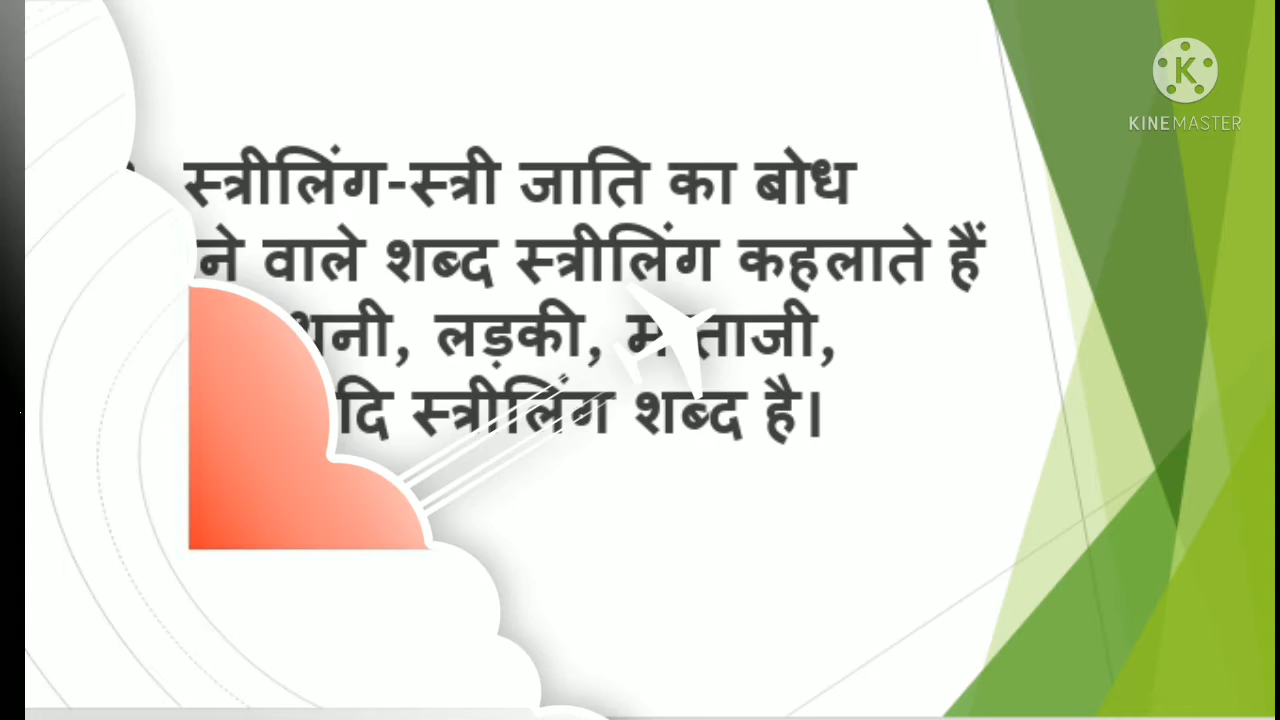 स्त्रीलिंग-स्त्री जाति का बोध
वाले शब्द स्त्रीलिंग कहलाते हैं
लड़की,
स्त्रीलिंग शब्द है।
K
KINEMASTER